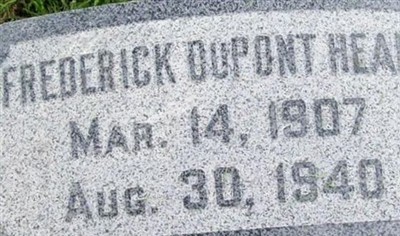 FREDERICK DUPONT
MAR. 14, 1907
AUG. 30, 1940